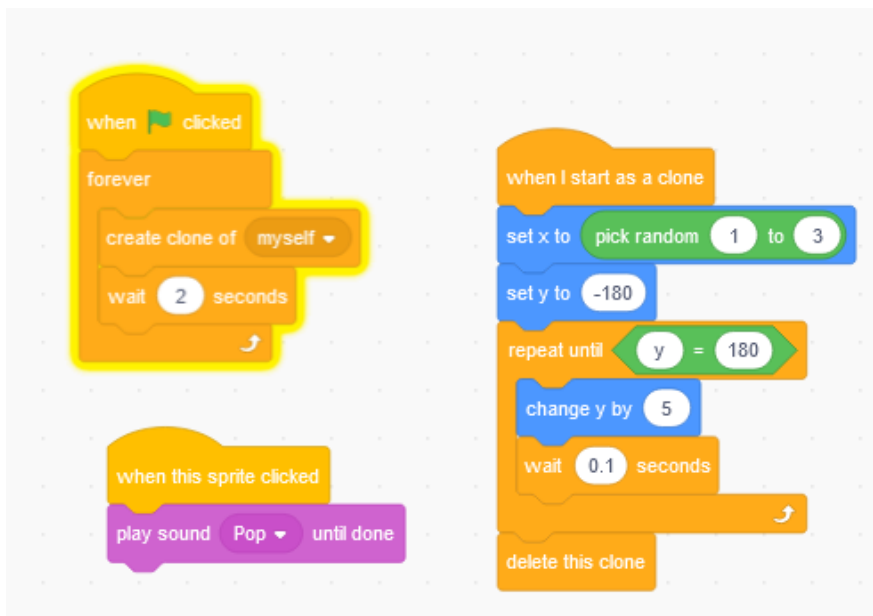 when clicked
forever
create clone of myself
wait 2 seconds
when this sprite clicked
play sound Pop until done
when I start as a clone
set x to pick random 1 to 3
set y to -180
repeat until y = 180
change y by 5
wait 0.1 seconds
delete this clone